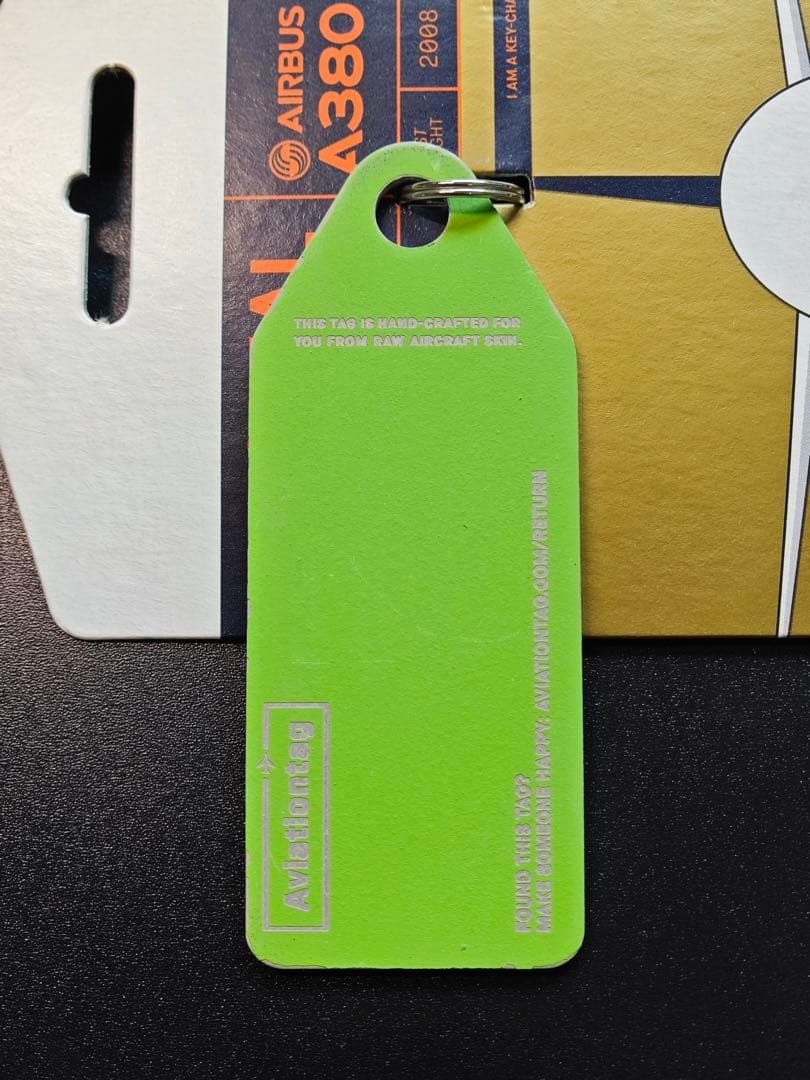 AIRBUS
A380
2008
I AM A KEY-CHA
THIS TAG IS HAND-CRAFTED FOR
YOU FROM RAW AIRCRAFT SKIN.
Aviationtag
FOUND THIS TAG?
MAKE SOMEONE HAPPY: AVIATIONTAG.COM/RETURN